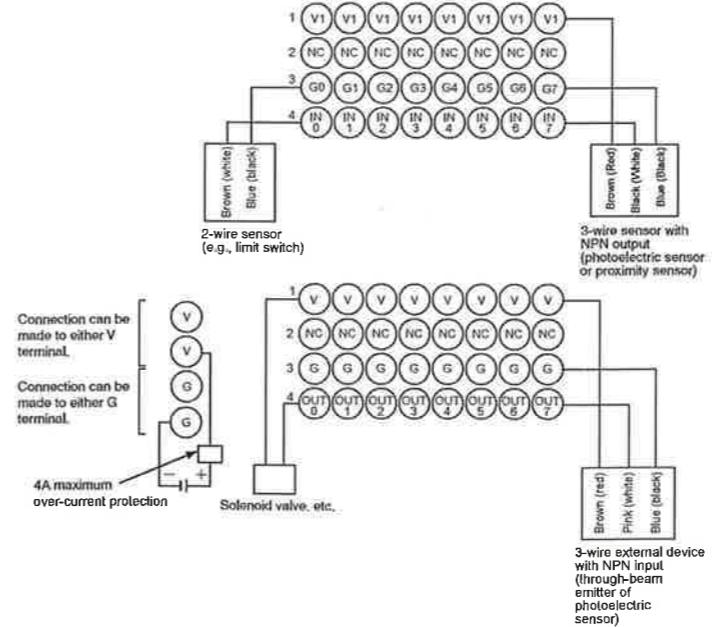 1 V1 V1 V1 V1 V1 V1 V1 V1
2 NC NC NC NC NC NC NC NC
3 G0 G1 G2 G3 G4 G5 G6 G7
4 IN 0 IN 1 IN 2 IN 3 IN 4 IN 5 IN 6 IN 7
Brown (white)
Blue (black)
2-wire sensor
(e.g., limit switch)
Brown (Red)
Black (White)
Blue (Black)
3-wire sensor with
NPN output
(photoelectric sensor
or proximity sensor)
Connection can be
made to either V
terminal.
Connection can be
made to either G
terminal.
V
V
G
G
− +
4A maximum
over-current protection
1 V V V V V V V V
2 NC NC NC NC NC NC NC NC
3 G G G G G G G G
4 OUT 0 OUT 1 OUT 2 OUT 3 OUT 4 OUT 5 OUT 6 OUT 7
Solenoid valve, etc.
Brown (red)
Pink (white)
Blue (black)
3-wire external device
with NPN input
(through-beam
emitter of
photoelectric
sensor)